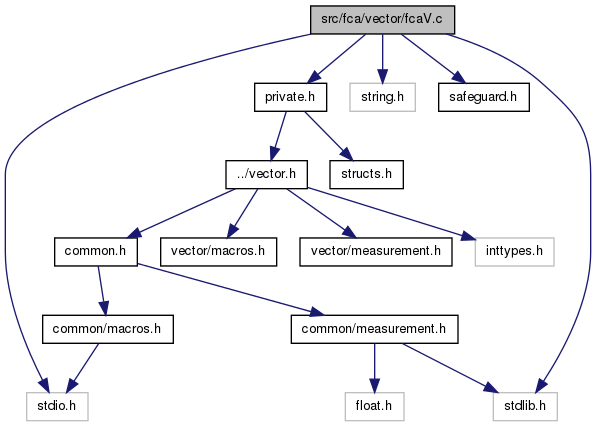 src/fca/vector/fcaV.c
private.h
string.h
safeguard.h
../vector.h
structs.h
common.h
vector/macros.h
vector/measurement.h
inttypes.h
common/macros.h
common/measurement.h
stdio.h
float.h
stdlib.h